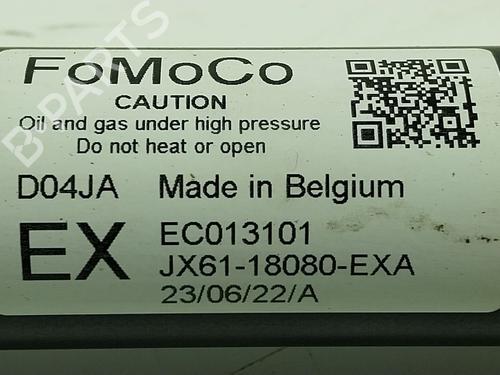 FoMoCo
CAUTION
Oil and gas under high pressure
Do not heat or open
D04JA Made in Belgium
EX
EC013101
JX61-18080-EXA
23/06/22/A
B-PARTS